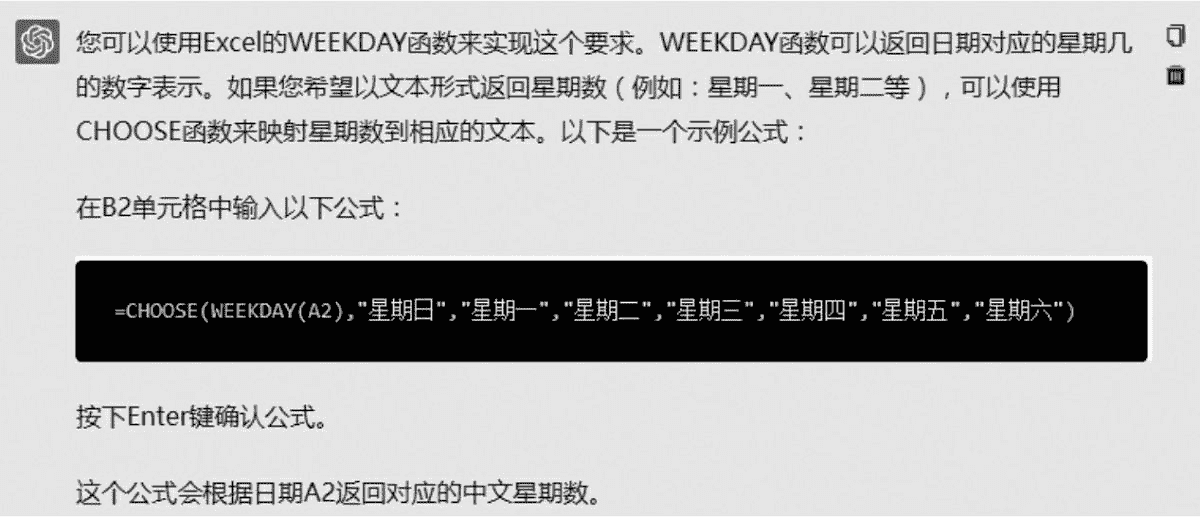 您可以使用Excel的WEEKDAY函数来实现这个要求。WEEKDAY函数可以返回日期对应的星期几
的数字表示。如果您希望以文本形式返回星期数（例如：星期一、星期二等），可以使用
CHOOSE函数来映射星期数到相应的文本。以下是一个示例公式：
在B2单元格中输入以下公式：
=CHOOSE(WEEKDAY(A2),"星期日","星期一","星期二","星期三","星期四","星期五","星期六")
按下Enter键确认公式。
这个公式会根据日期A2返回对应的中文星期数。